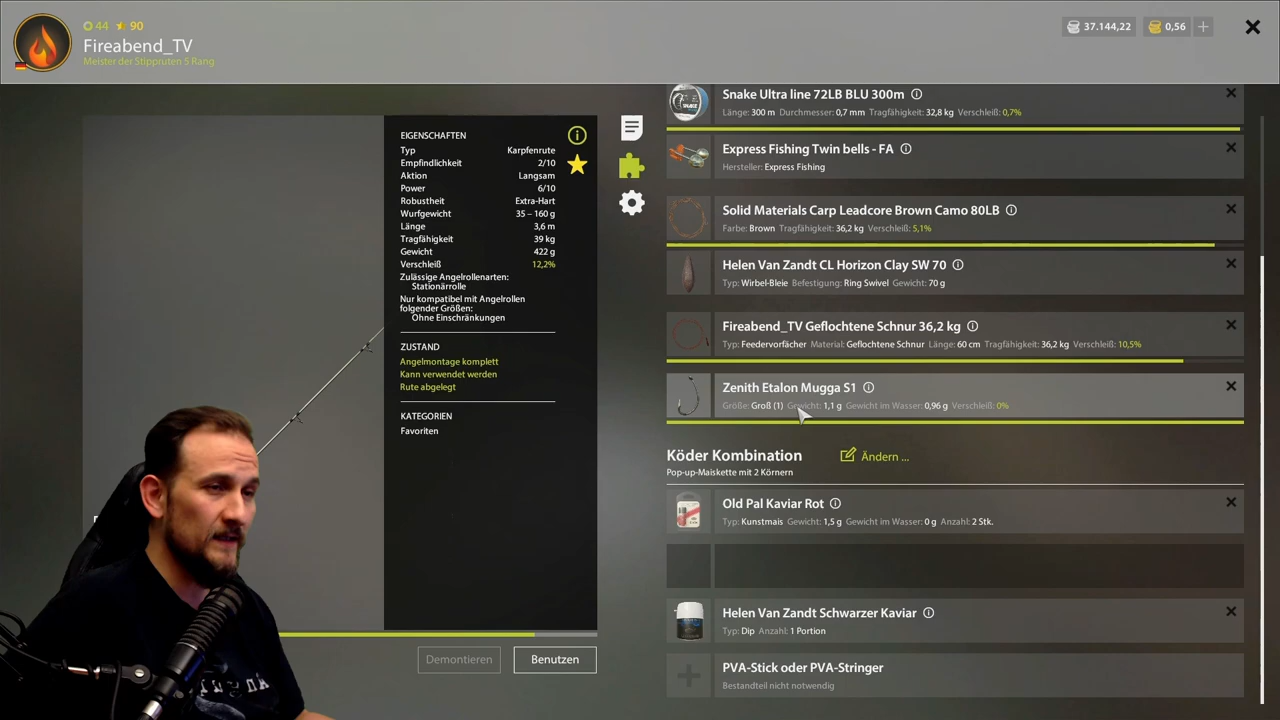 44 90
Fireabend_TV
Meister der Stippruten 5 Rang
37.144,22 0,56
EIGENSCHAFTEN
Typ Karpfenrute
Empfindlichkeit 2/10
Aktion Langsam
Power 6/10
Robustheit Extra-Hart
Wurfgewicht 35 – 160 g
Länge 3,6 m
Tragfähigkeit 39 kg
Gewicht 422 g
Verschleiß 12,2%
Zulässige Angelrollenarten:
Stationärrolle
Nur kompatibel mit Angelrollen
folgender Größen:
Ohne Einschränkungen
ZUSTAND
Angelmontage komplett
Kann verwendet werden
Rute abgelegt
KATEGORIEN
Favoriten
Demontieren Benutzen
Snake Ultra line 72LB BLU 300m
Länge: 300 m Durchmesser: 0,7 mm Tragfähigkeit: 32,8 kg Verschleiß: 0,7%
Express Fishing Twin bells - FA
Hersteller: Express Fishing
Solid Materials Carp Leadcore Brown Camo 80LB
Farbe: Brown Tragfähigkeit: 36,2 kg Verschleiß: 5,1%
Helen Van Zandt CL Horizon Clay SW 70
Typ: Wirbel-Bleie Befestigung: Ring Swivel Gewicht: 70 g
Fireabend_TV Geflochtene Schnur 36,2 kg
Typ: Feedervorfächer Material: Geflochtene Schnur Länge: 60 cm Tragfähigkeit: 36,2 kg Verschleiß: 10,5%
Zenith Etalon Mugga S1
Größe: Groß (1) Gewicht: 1,1 g Gewicht im Wasser: 0,96 g Verschleiß: 0%
Köder Kombination Ändern ...
Pop-up-Maiskette mit 2 Körnern
Old Pal Kaviar Rot
Typ: Kunstmais Gewicht: 1,5 g Gewicht im Wasser: 0 g Anzahl: 2 Stk.
Helen Van Zandt Schwarzer Kaviar
Typ: Dip Anzahl: 1 Portion
PVA-Stick oder PVA-Stringer
Bestandteil nicht notwendig